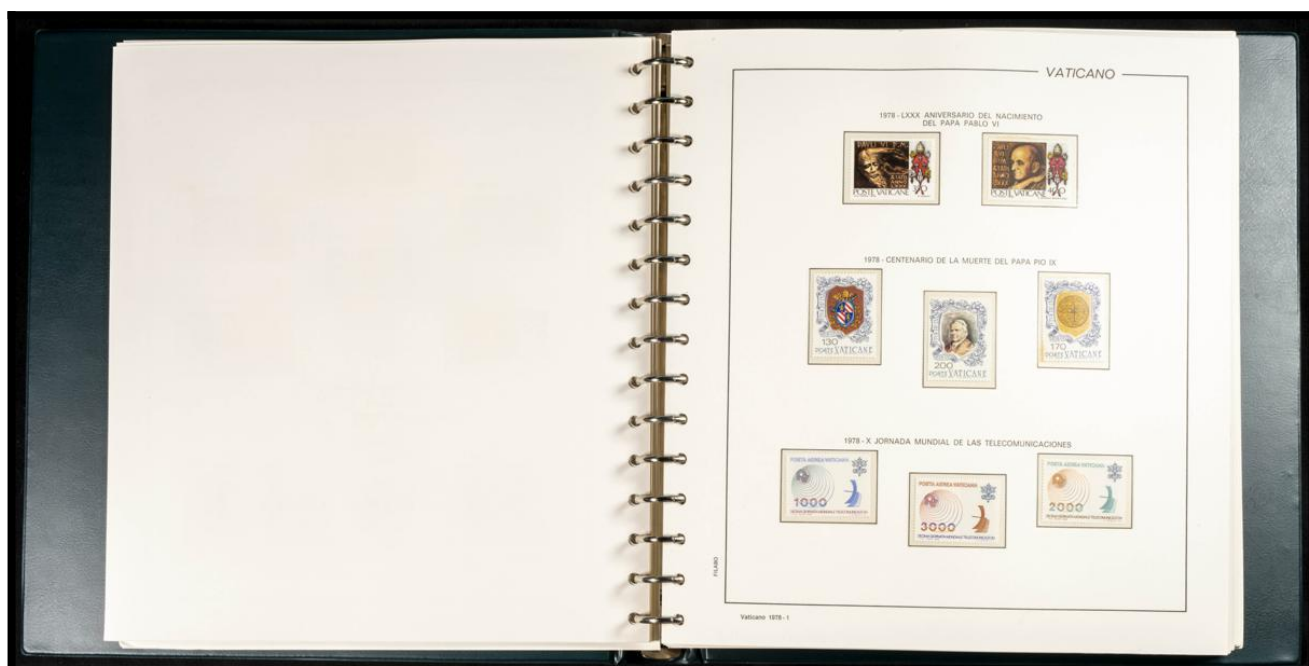 VATICANO
1978 - LXXX ANIVERSARIO DEL NACIMIENTO
DEL PAPA PABLO VI
POSTE VATICANE
POSTE VATICANE
1978 - CENTENARIO DE LA MUERTE DEL PAPA PIO IX
130
POSTE VATICANE
200
POSTE VATICANE
170
POSTE VATICANE
1978 - X JORNADA MUNDIAL DE LAS TELECOMUNICACIONES
POSTA AEREA VATICANA
1000
POSTA AEREA VATICANA
3000
POSTA AEREA VATICANA
2000
FILABO
Vaticano 1978 - I